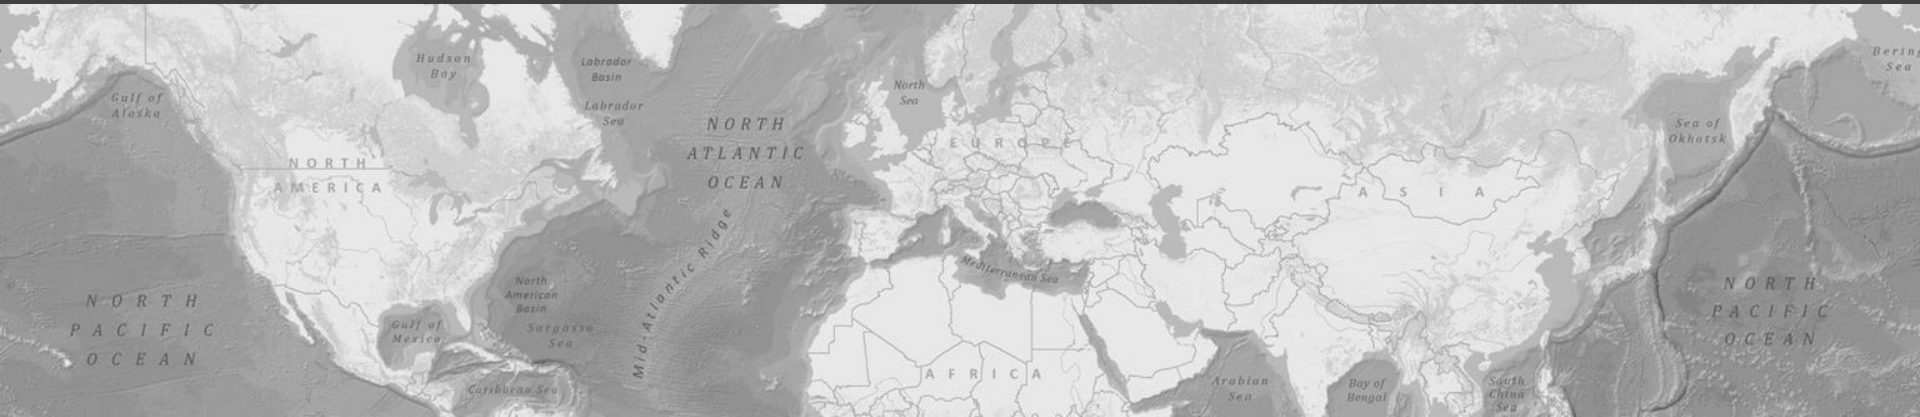 Hudson
Bay
Gulf of
Alaska
NORTH
AMERICA
NORTH
PACIFIC
OCEAN
Gulf of
Mexico
Caribbean Sea
North
American
Basin
Sargasso
Sea
Labrador
Basin
Labrador
Sea
NORTH
ATLANTIC
OCEAN
Mid-Atlantic Ridge
North
Sea
EUROPE
Mediterranean Sea
AFRICA
ASIA
Arabian
Sea
Bay of
Bengal
South
China
Sea
Sea of
Okhotsk
Bering
Sea
NORTH
PACIFIC
OCEAN